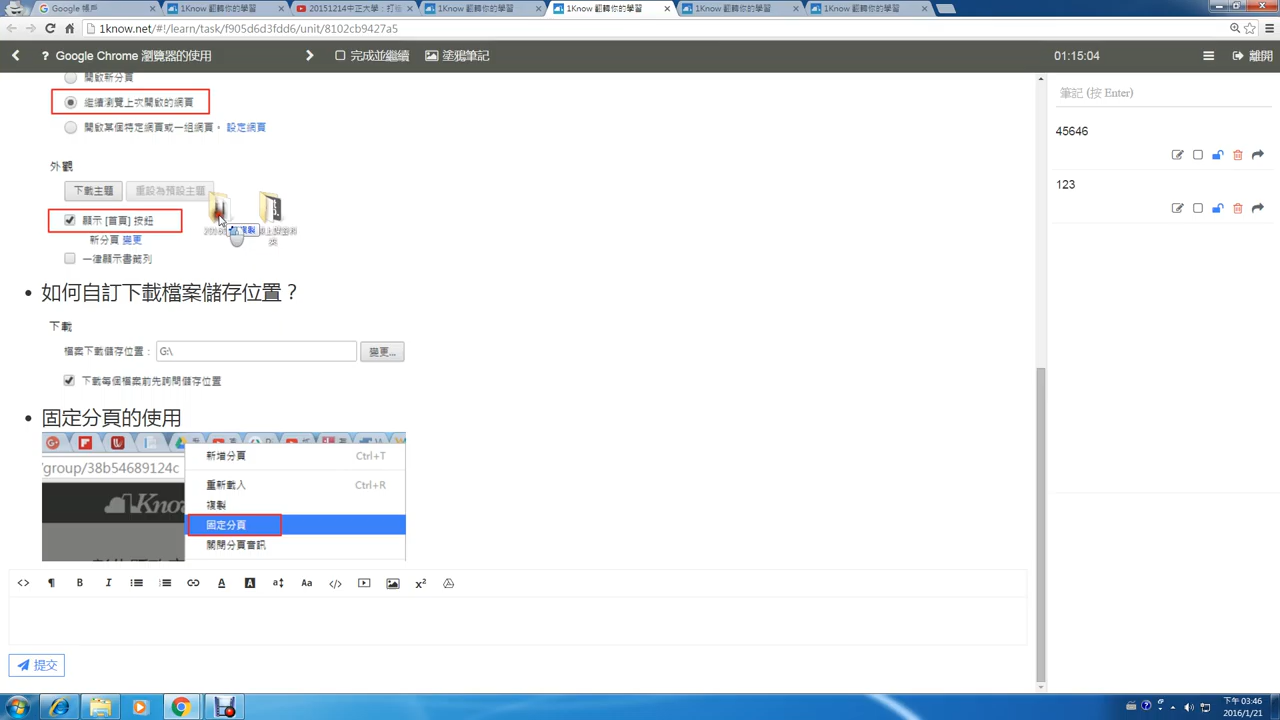 Google 帳戶
1Know 翻轉你的學習
20151214中正大學：打造
1Know 翻轉你的學習
1Know 翻轉你的學習
1Know 翻轉你的學習
1Know 翻轉你的學習
1know.net/#!/learn/task/f905d6d3fdd6/unit/8102cb9427a5
? Google Chrome 瀏覽器的使用
完成並繼續
塗鴉筆記
01:15:04
離開
開啟新分頁
繼續瀏覽上次開啟的網頁
開啟某個特定網頁或一組網頁。 設定網頁
外觀
下載主題
重設為預設主題
顯示 [首頁] 按鈕
新分頁 變更
一律顯示書籤列
如何自訂下載檔案儲存位置？
下載
檔案下載儲存位置：
G:\
變更...
下載每個檔案前先詢問儲存位置
固定分頁的使用
/group/38b54689124c
Know
新增分頁 Ctrl+T
重新載入 Ctrl+R
複製
固定分頁
關閉分頁音訊
提交
筆記 (按 Enter)
45646
123
下午 03:46
2016/1/21